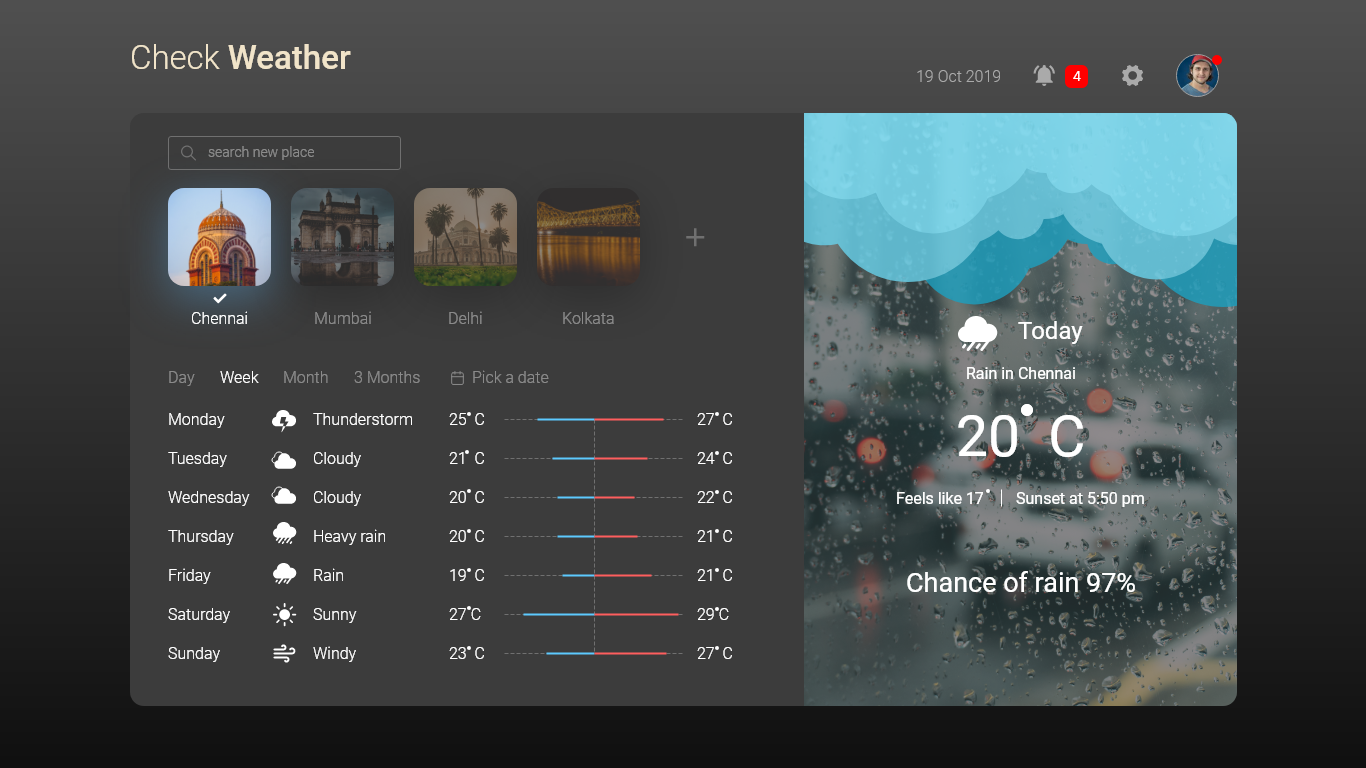 Check Weather
19 Oct 2019
4
search new place
Chennai
Mumbai
Delhi
Kolkata
Day
Week
Month
3 Months
Pick a date
Monday Thunderstorm 25° C 27° C
Tuesday Cloudy 21° C 24° C
Wednesday Cloudy 20° C 22° C
Thursday Heavy rain 20° C 21° C
Friday Rain 19° C 21° C
Saturday Sunny 27°C 29°C
Sunday Windy 23° C 27° C
Today
Rain in Chennai
20° C
Feels like 17° | Sunset at 5:50 pm
Chance of rain 97%